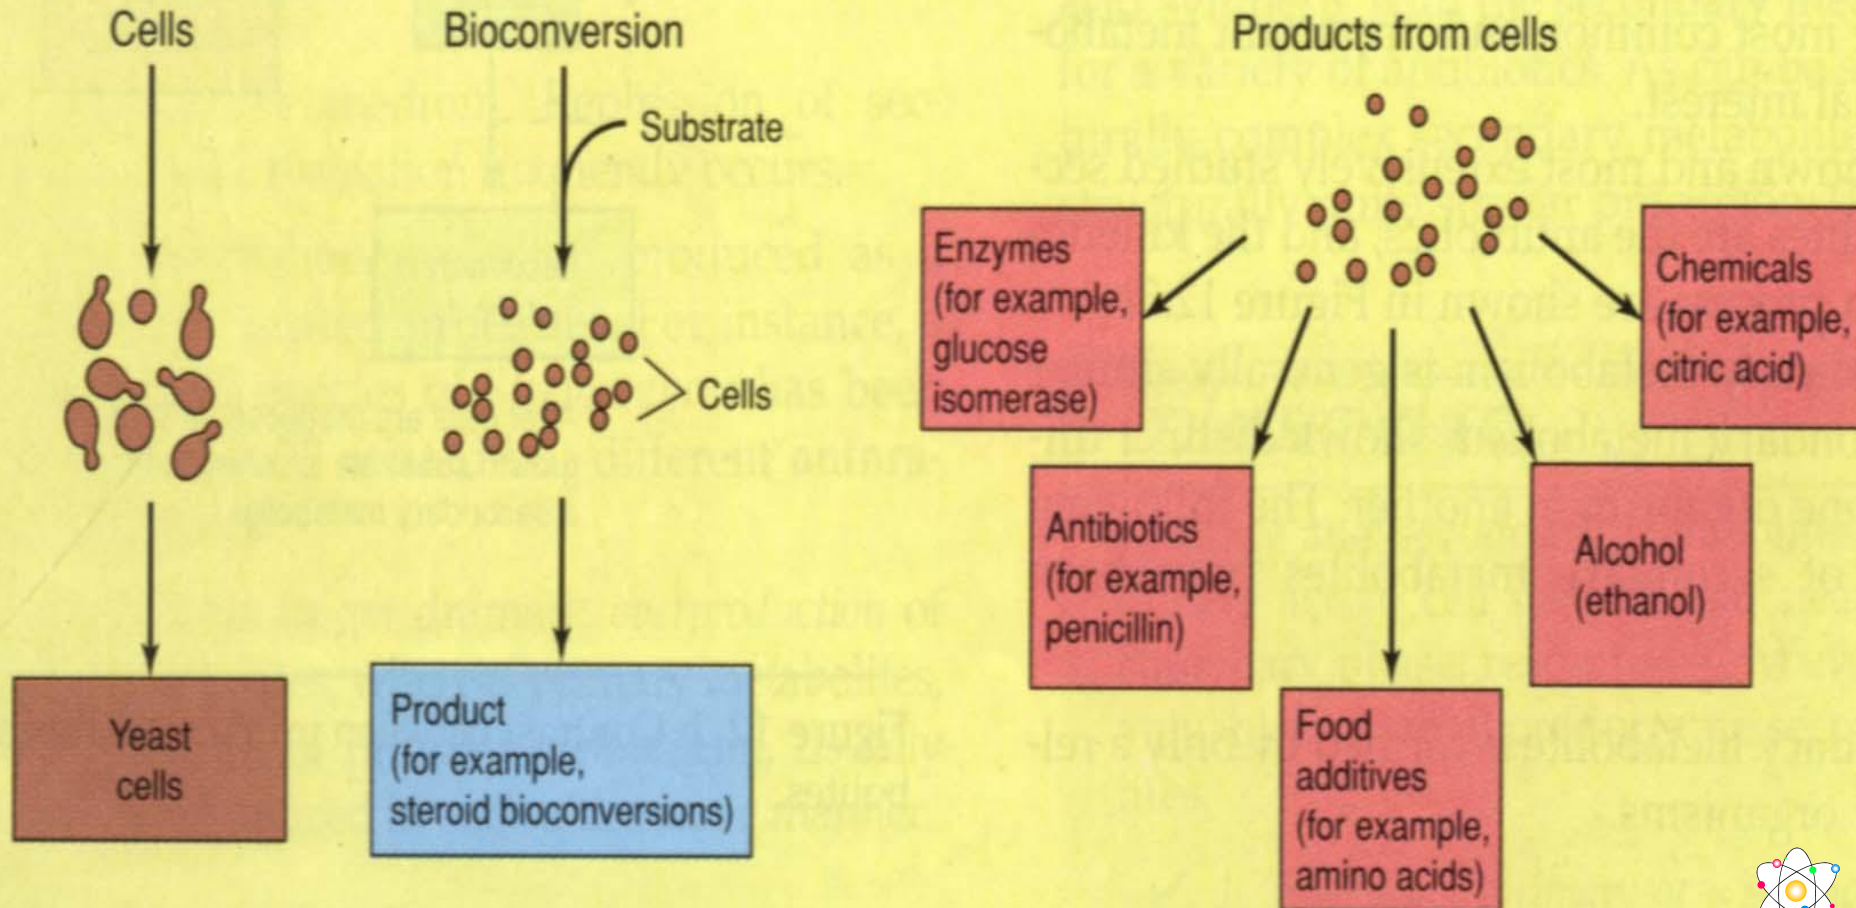 Cells
Bioconversion
Products from cells
Substrate
Cells
Enzymes
(for example,
glucose
isomerase)
Chemicals
(for example,
citric acid)
Antibiotics
(for example,
penicillin)
Alcohol
(ethanol)
Yeast
cells
Product
(for example,
steroid bioconversions)
Food
additives
(for example,
amino acids)